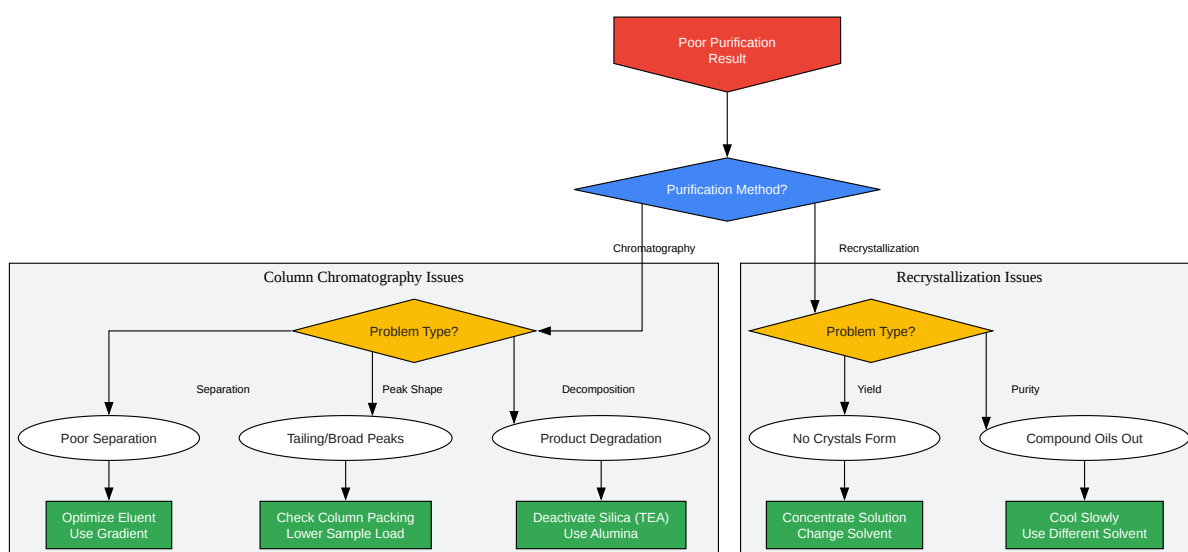 Poor Purification
Result
Purification Method?
Chromatography
Recrystallization
Column Chromatography Issues
Recrystallization Issues
Problem Type?
Problem Type?
Separation
Peak Shape
Decomposition
Yield
Purity
Poor Separation
Tailing/Broad Peaks
Product Degradation
No Crystals Form
Compound Oils Out
Optimize Eluent
Use Gradient
Check Column Packing
Lower Sample Load
Deactivate Silica (TEA)
Use Alumina
Concentrate Solution
Change Solvent
Cool Slowly
Use Different Solvent